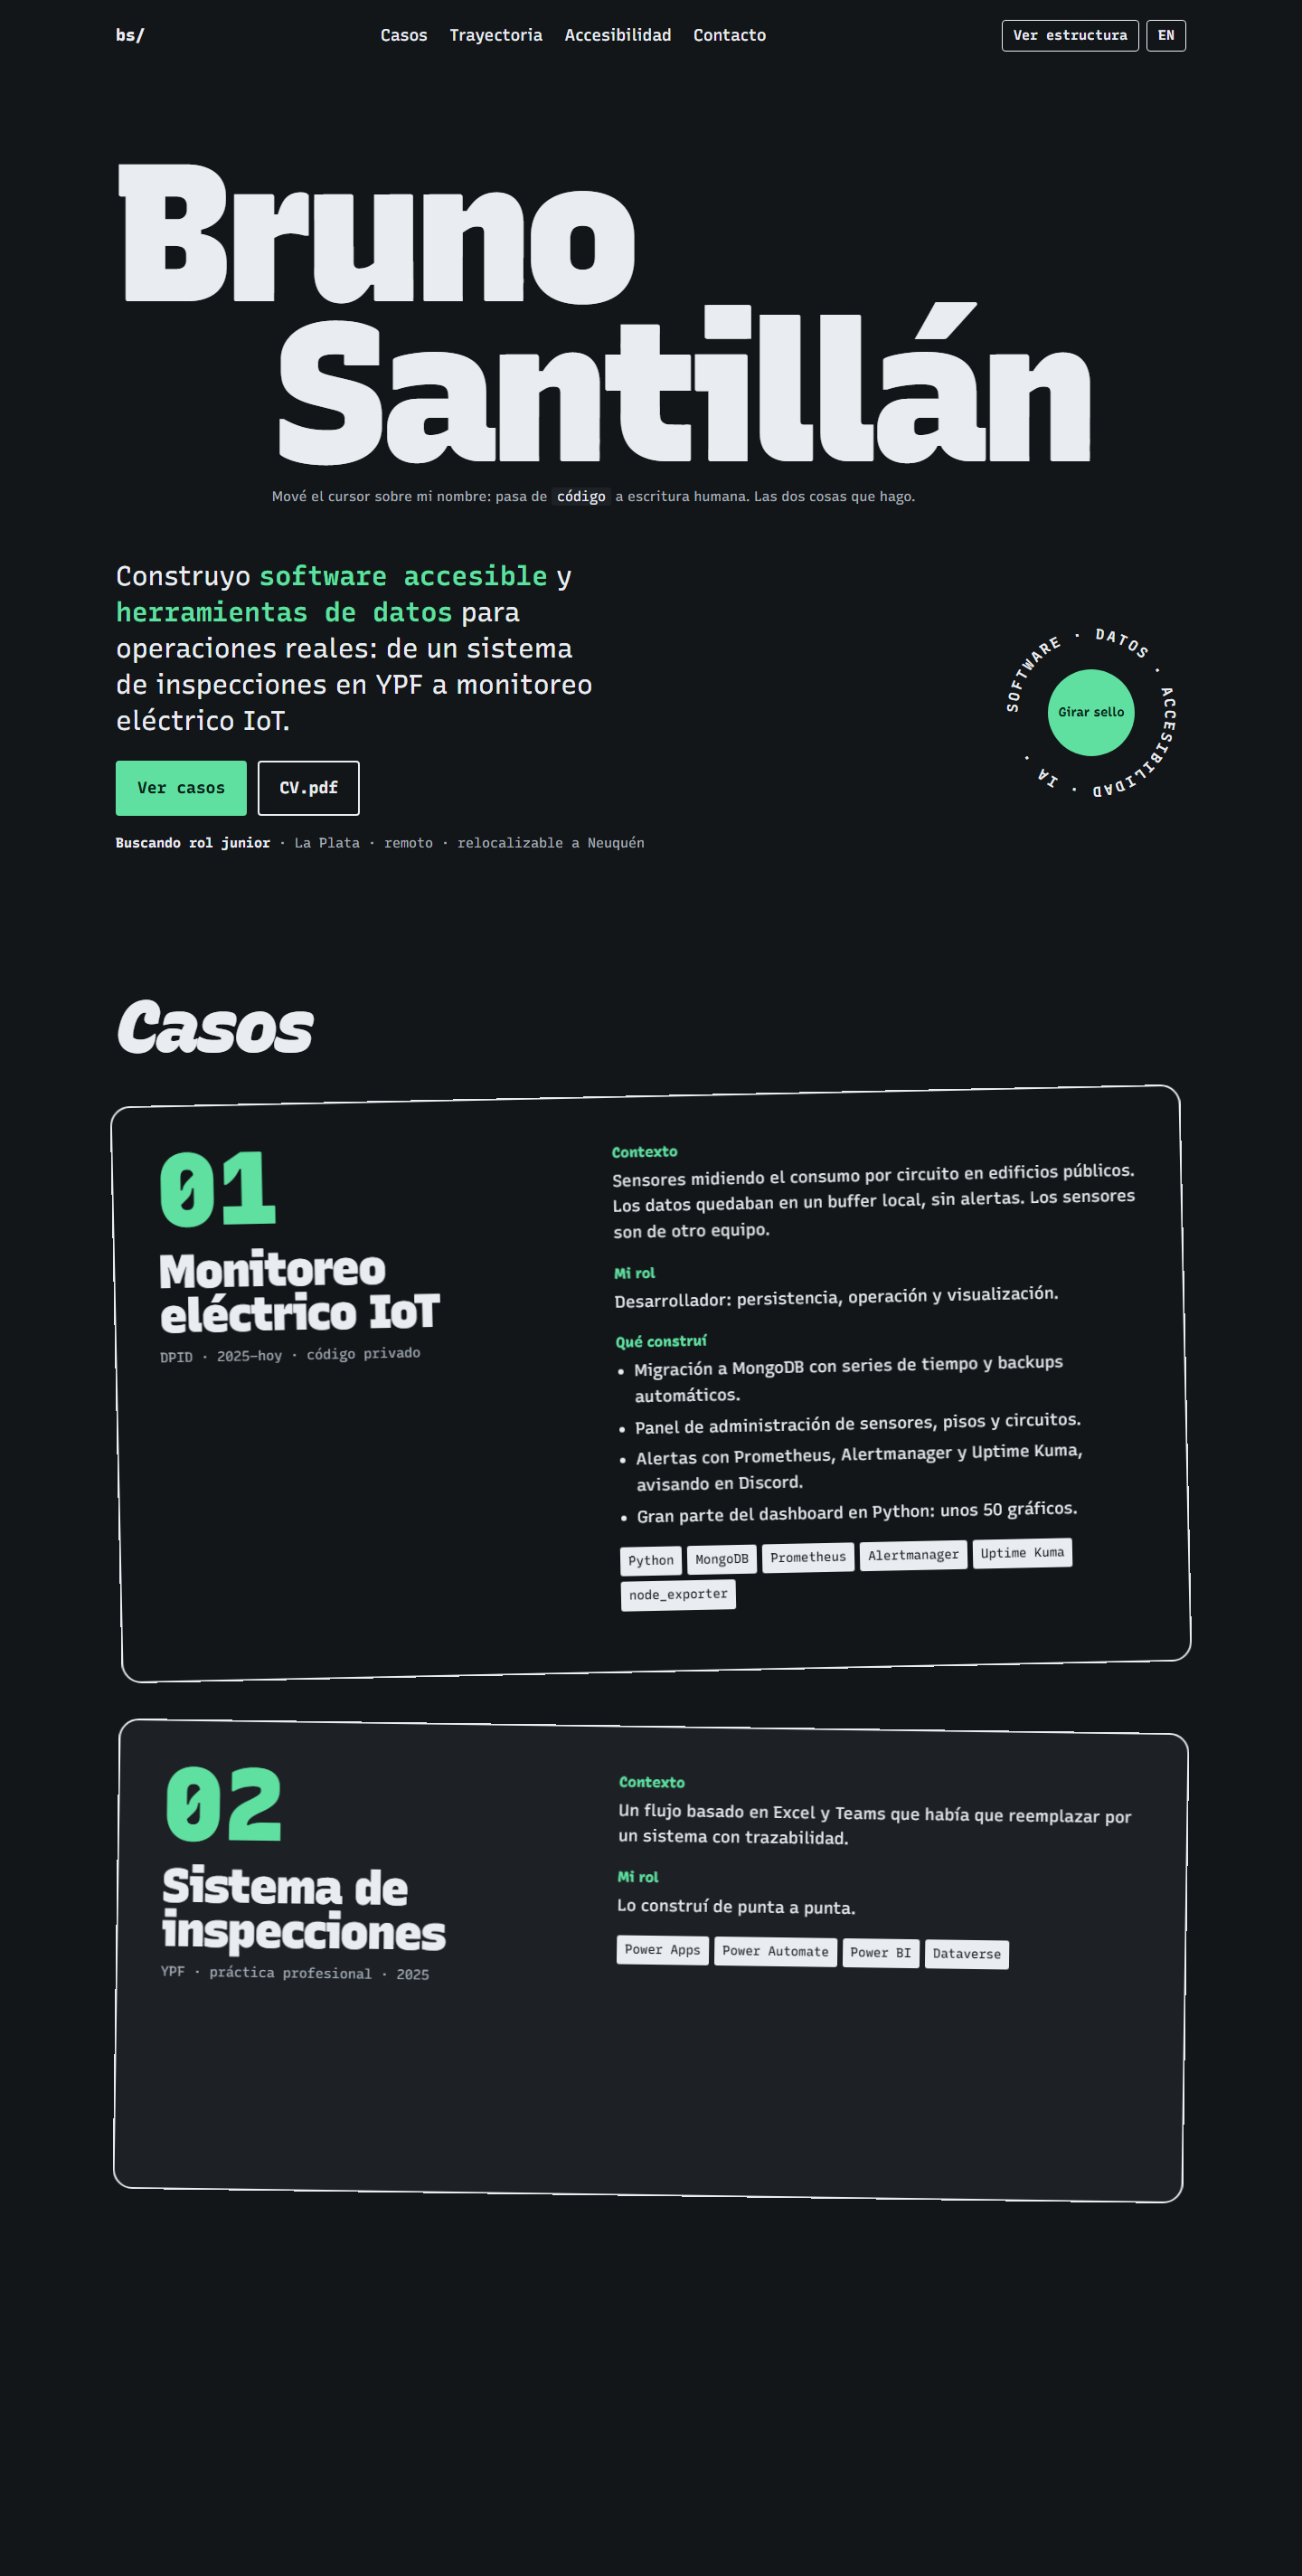 bs/
Casos
Trayectoria
Accesibilidad
Contacto
Ver estructura
EN
Bruno
Santillán
Mové el cursor sobre mi nombre: pasa de código a escritura humana. Las dos cosas que hago.
Construyo software accesible y
herramientas de datos para
operaciones reales: de un sistema
de inspecciones en YPF a monitoreo
eléctrico IoT.
Ver casos
CV.pdf
Buscando rol junior · La Plata · remoto · relocalizable a Neuquén
SOFTWARE · DATOS · ACCESIBILIDAD · IA ·
Girar sello
Casos
01
Monitoreo
eléctrico IoT
DPID · 2025–hoy · código privado
Contexto
Sensores midiendo el consumo por circuito en edificios públicos.
Los datos quedaban en un buffer local, sin alertas. Los sensores
son de otro equipo.
Mi rol
Desarrollador: persistencia, operación y visualización.
Qué construí
• Migración a MongoDB con series de tiempo y backups
automáticos.
• Panel de administración de sensores, pisos y circuitos.
• Alertas con Prometheus, Alertmanager y Uptime Kuma,
avisando en Discord.
• Gran parte del dashboard en Python: unos 50 gráficos.
Python
MongoDB
Prometheus
Alertmanager
Uptime Kuma
node_exporter
02
Sistema de
inspecciones
YPF · práctica profesional · 2025
Contexto
Un flujo basado en Excel y Teams que había que reemplazar por
un sistema con trazabilidad.
Mi rol
Lo construí de punta a punta.
Power Apps
Power Automate
Power BI
Dataverse